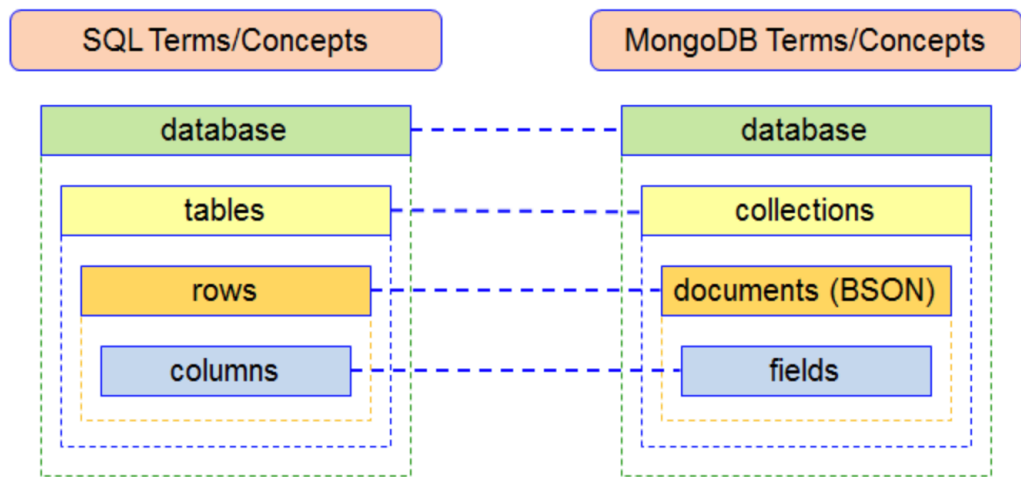 SQL Terms/Concepts
MongoDB Terms/Concepts
database
database
tables
collections
rows
documents (BSON)
columns
fields